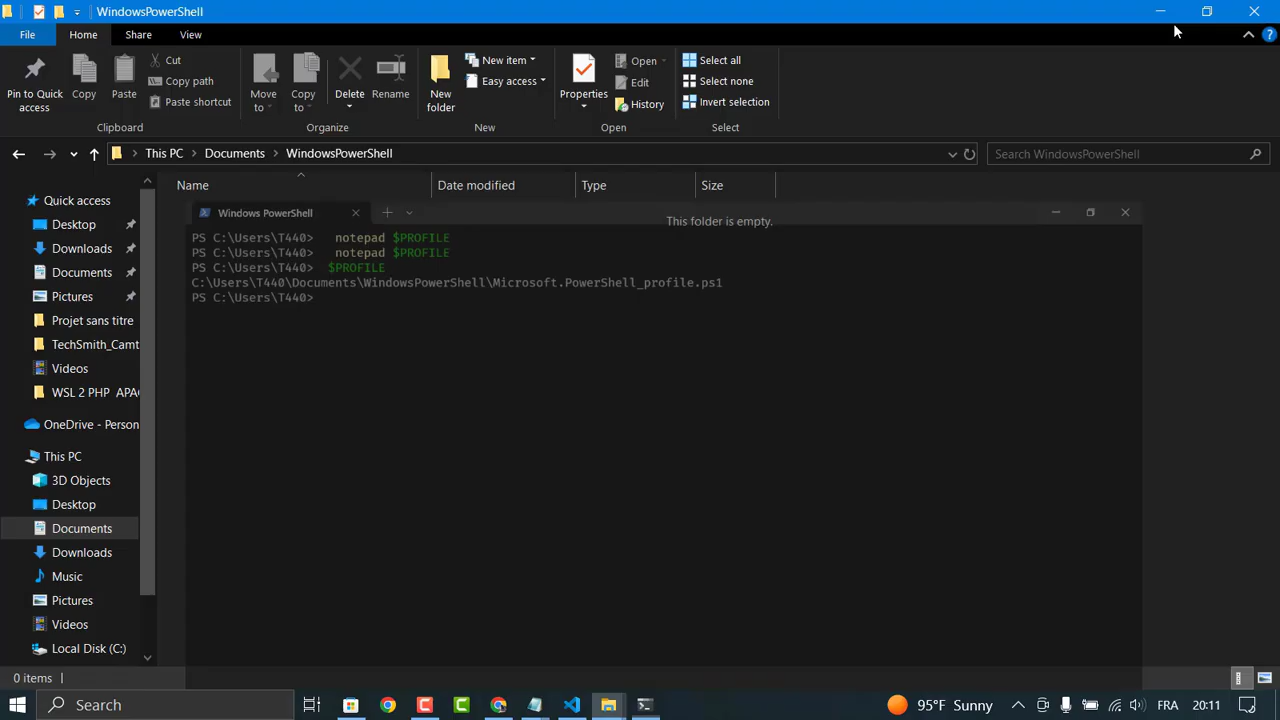 WindowsPowerShell
File Home Share View
Pin to Quick access
Copy
Paste
Cut
Copy path
Paste shortcut
Clipboard
Move to
Copy to
Delete
Rename
Organize
New folder
New item
Easy access
New
Properties
Open
Edit
History
Open
Select all
Select none
Invert selection
Select
This PC Documents WindowsPowerShell
Search WindowsPowerShell
Name Date modified Type Size
This folder is empty.
Quick access
Desktop
Downloads
Documents
Pictures
Projet sans titre
TechSmith_Camt
Videos
WSL 2 PHP APAC
OneDrive - Person
This PC
3D Objects
Desktop
Documents
Downloads
Music
Pictures
Videos
Local Disk (C:)
Windows PowerShell
PS C:\Users\T440> notepad $PROFILE
PS C:\Users\T440> notepad $PROFILE
PS C:\Users\T440> $PROFILE
C:\Users\T440\Documents\WindowsPowerShell\Microsoft.PowerShell_profile.ps1
PS C:\Users\T440>
0 items
Search
95°F Sunny
FRA
20:11